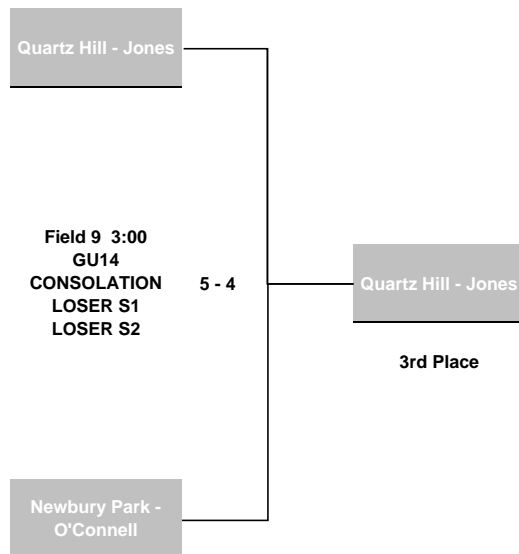 Quartz Hill - Jones
Field 9 3:00
GU14
CONSOLATION
LOSER S1
LOSER S2
5 - 4
Quartz Hill - Jones
3rd Place
Newbury Park -
O'Connell